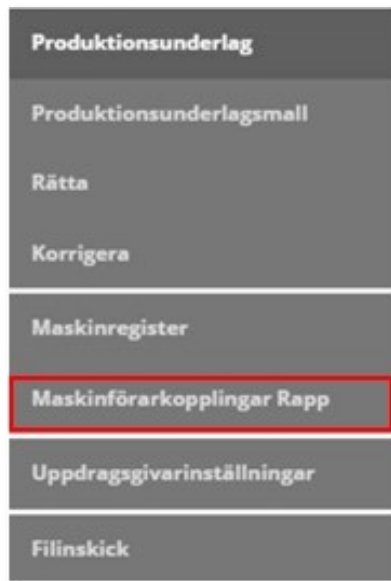 Produktionsunderlag
Produktionsunderlagsmall
Rätta
Korrigera
Maskinregister
Maskinförarkopplingar Rapp
Uppdragsgivarinställningar
Filinskick